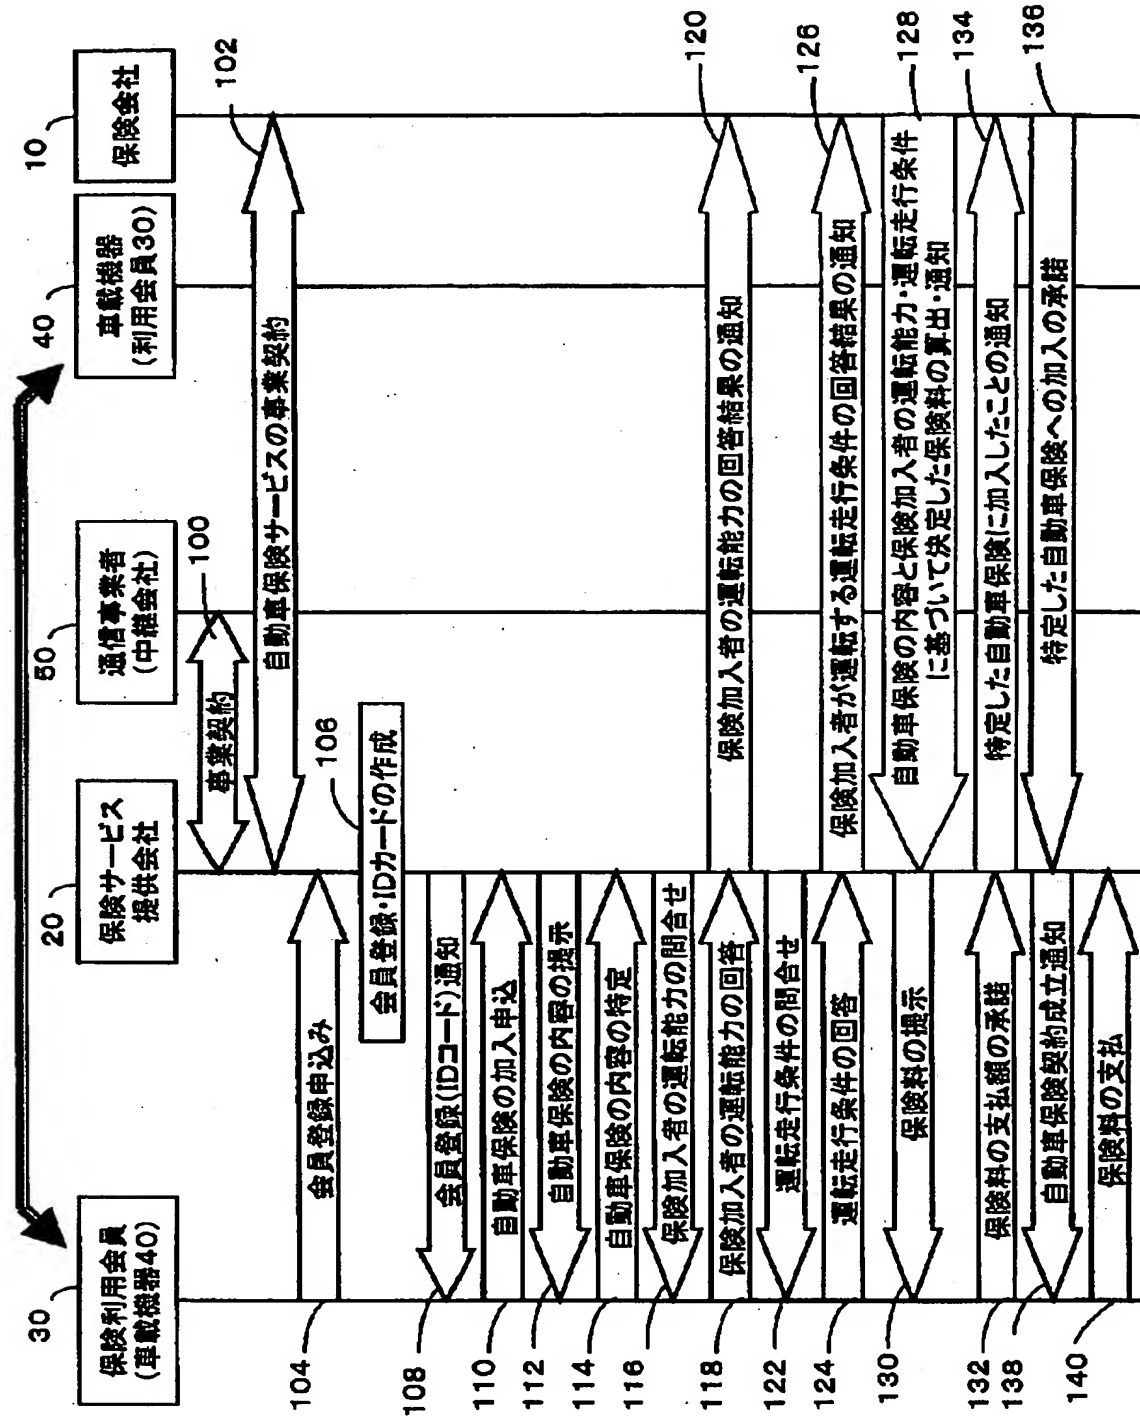 30
保険利用会員
(車載機器40)
20
保険サービス
提供会社
50
通信事業者
(中継会社)
40
車載機器
(利用会員30)
10
保険会社
事業契約
100
自動車保険サービスの事業契約
102
104
会員登録申込み
106
会員登録・IDカードの作成
108
会員登録(IDコード)通知
110
自動車保険の加入申込
112
自動車保険の内容の提示
114
自動車保険の内容の特定
116
保険加入者の運転能力の問合せ
118
保険加入者の運転能力の回答
保険加入者の運転能力の回答結果の通知
120
122
運転走行条件の問合せ
124
運転走行条件の回答
保険加入者が運転する運転走行条件の回答結果の通知
126
自動車保険の内容と保険加入者の運転能力・運転走行条件
に基づいて決定した保険料の算出・通知
128
130
保険料の提示
132
保険料の支払額の承諾
特定した自動車保険に加入したことの通知
134
特定した自動車保険への加入の承諾
136
138
自動車保険契約成立通知
140
保険料の支払